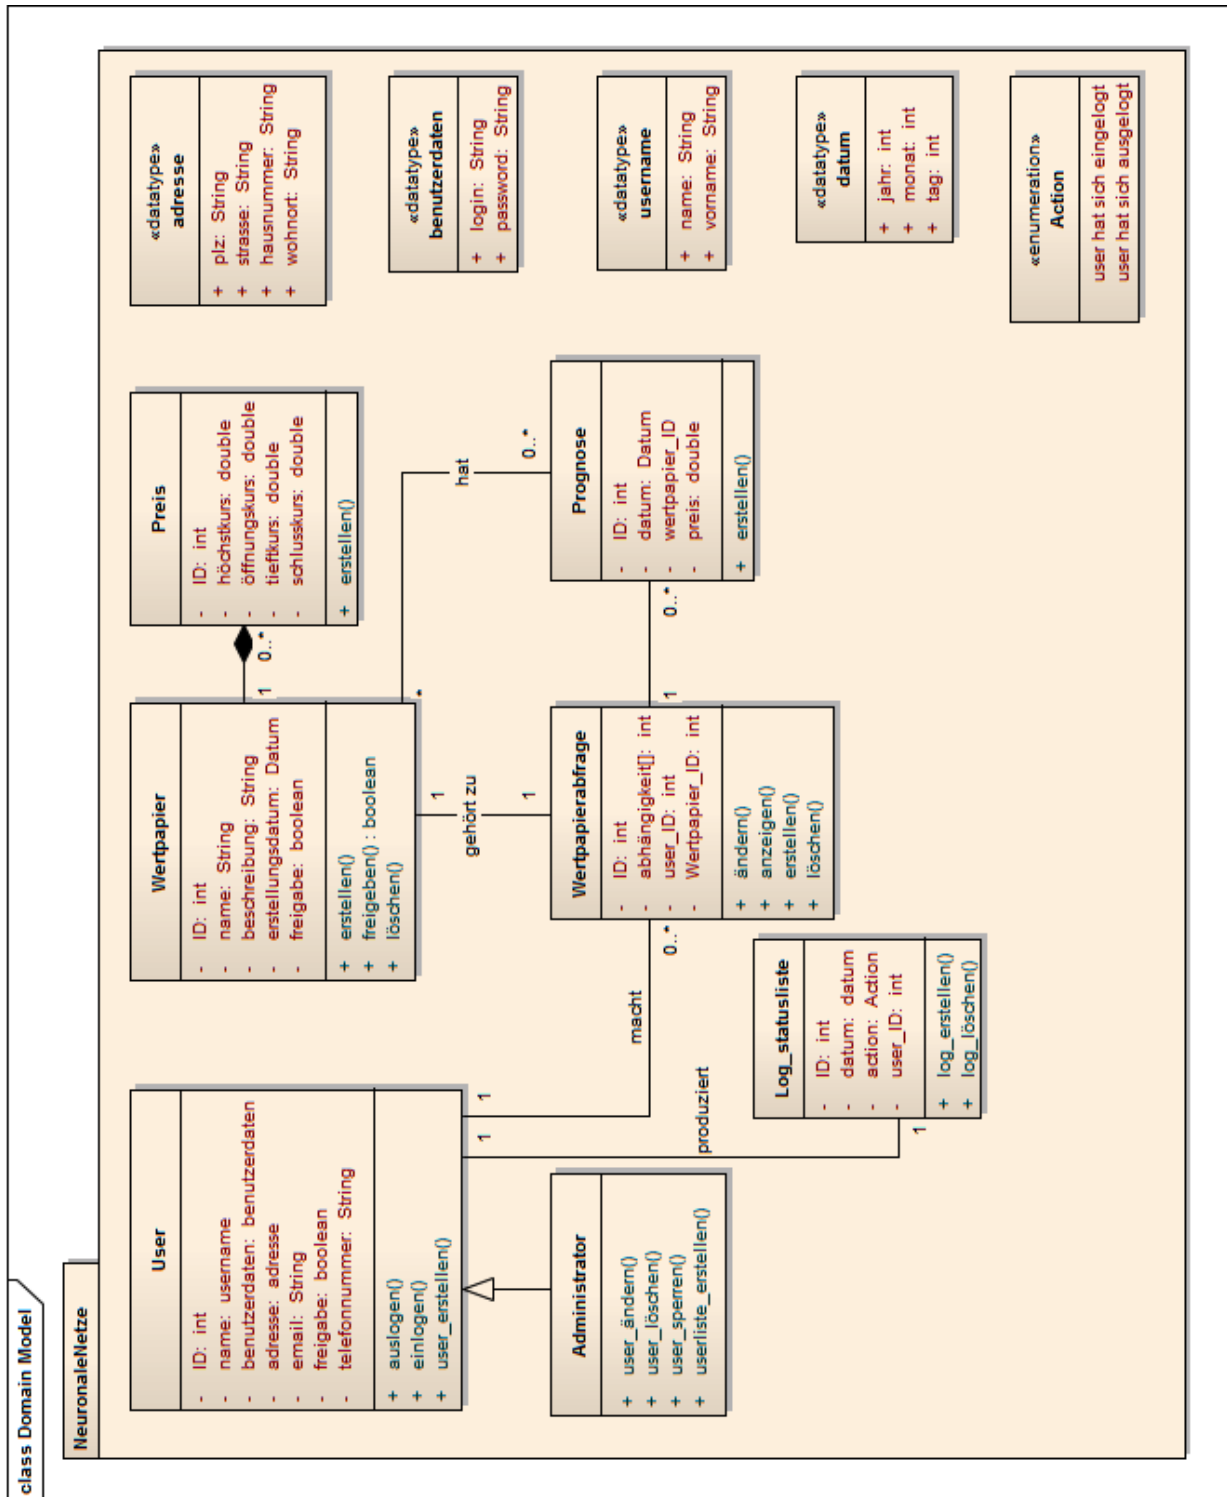 class Domain Model
NeuronaleNetze
User
- ID: int
- name: username
- benutzerdaten: benutzerdaten
- adresse: adresse
- email: String
- freigabe: boolean
- telefonnummer: String
+ auslogen()
+ einlogen()
+ user_erstellen()
Wertpapier
- ID: int
- name: String
- beschreibung: String
- erstellungsdatum: Datum
- freigabe: boolean
+ erstellen()
+ freigeben() : boolean
+ löschen()
1
0..*
Preis
- ID: int
- höchstkurs: double
- öffnungskurs: double
- tieftkurs: double
- schlusskurs: double
+ erstellen()
«datatype»
adresse
+ plz: String
+ strasse: String
+ hausnummer: String
+ wohnort: String
*
hat
0..*
1
gehört zu
1
1
macht
0..*
1
produziert
1
Administrator
+ user_ändern()
+ user_löschen()
+ user_sperren()
+ userliste_erstellen()
Wertpapierabfrage
- ID: int
- abhängigkeit[]: int
- user_ID: int
- Wertpapier_ID: int
+ ändern()
+ anzeigen()
+ erstellen()
+ löschen()
1
0..*
Prognose
- ID: int
- datum: Datum
- wertpapier_ID
- preis: double
+ erstellen()
«datatype»
benutzerdaten
+ login: String
+ password: String
«datatype»
username
+ name: String
+ vorname: String
Log_statusliste
- ID: int
- datum: datum
- action: Action
- user_ID: int
+ log_erstellen()
+ log_löschen()
«datatype»
datum
+ jahr: int
+ monat: int
+ tag: int
«enumeration»
Action
user hat sich eingelogt
user hat sich ausgelogt